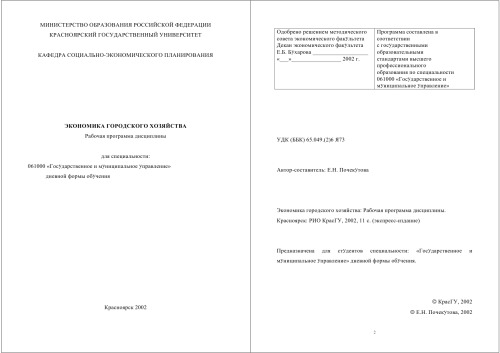 МИНИСТЕРСТВО ОБРАЗОВАНИЯ РОССИЙСКОЙ ФЕДЕРАЦИИ
КРАСНОЯРСКИЙ ГОСУДАРСТВЕННЫЙ УНИВЕРСИТЕТ
КАФЕДРА СОЦИАЛЬНО-ЭКОНОМИЧЕСКОГО ПЛАНИРОВАНИЯ
ЭКОНОМИКА ГОРОДСКОГО ХОЗЯЙСТВА
Рабочая программа дисциплины
для специальности:
061000 «Государственное и муниципальное управление»
дневной формы обучения
Красноярск 2002
Одобрено решением методического
совета экономического факультета
Декан экономического факультета
Е.Б. Бухарова ___________________
«___»_________________ 2002 г.
Программа составлена в
соответствии
с государственными
образовательными
стандартами высшего
профессионального
образования по специальности
061000 «Государственное и
муниципальное управление»
УДК (ББК) 65.049.(2)6 Я73
Автор-составитель: Е.Н. Почекутова
Экономика городского хозяйства: Рабочая программа дисциплины.
Красноярск: РИО КрасГУ, 2002, 11 с. (экспресс-издание)
Предназначена для студентов специальности: «Государственное и
муниципальное управление» дневной формы обучения.
© КрасГУ, 2002
© Е.Н. Почекутова, 2002
2